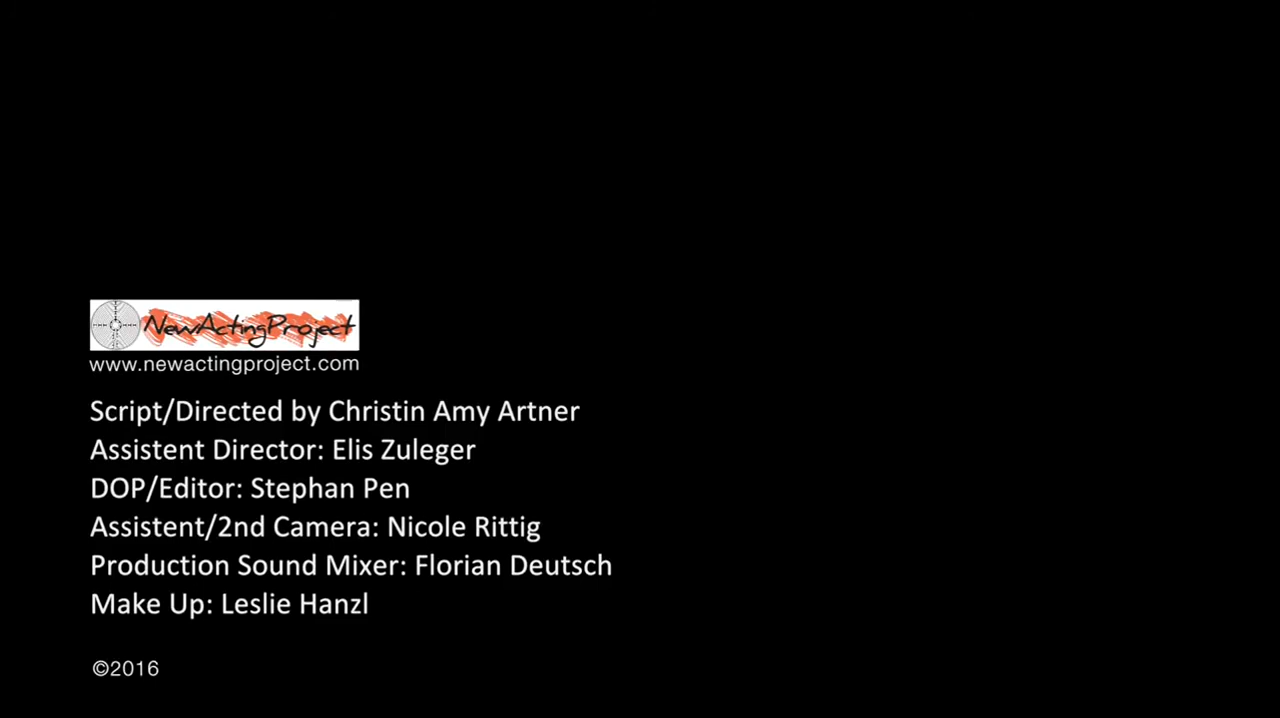 NewActingProject
www.newactingproject.com
Script/Directed by Christin Amy Artner
Assistent Director: Elis Zuleger
DOP/Editor: Stephan Pen
Assistent/2nd Camera: Nicole Rittig
Production Sound Mixer: Florian Deutsch
Make Up: Leslie Hanzl
©2016